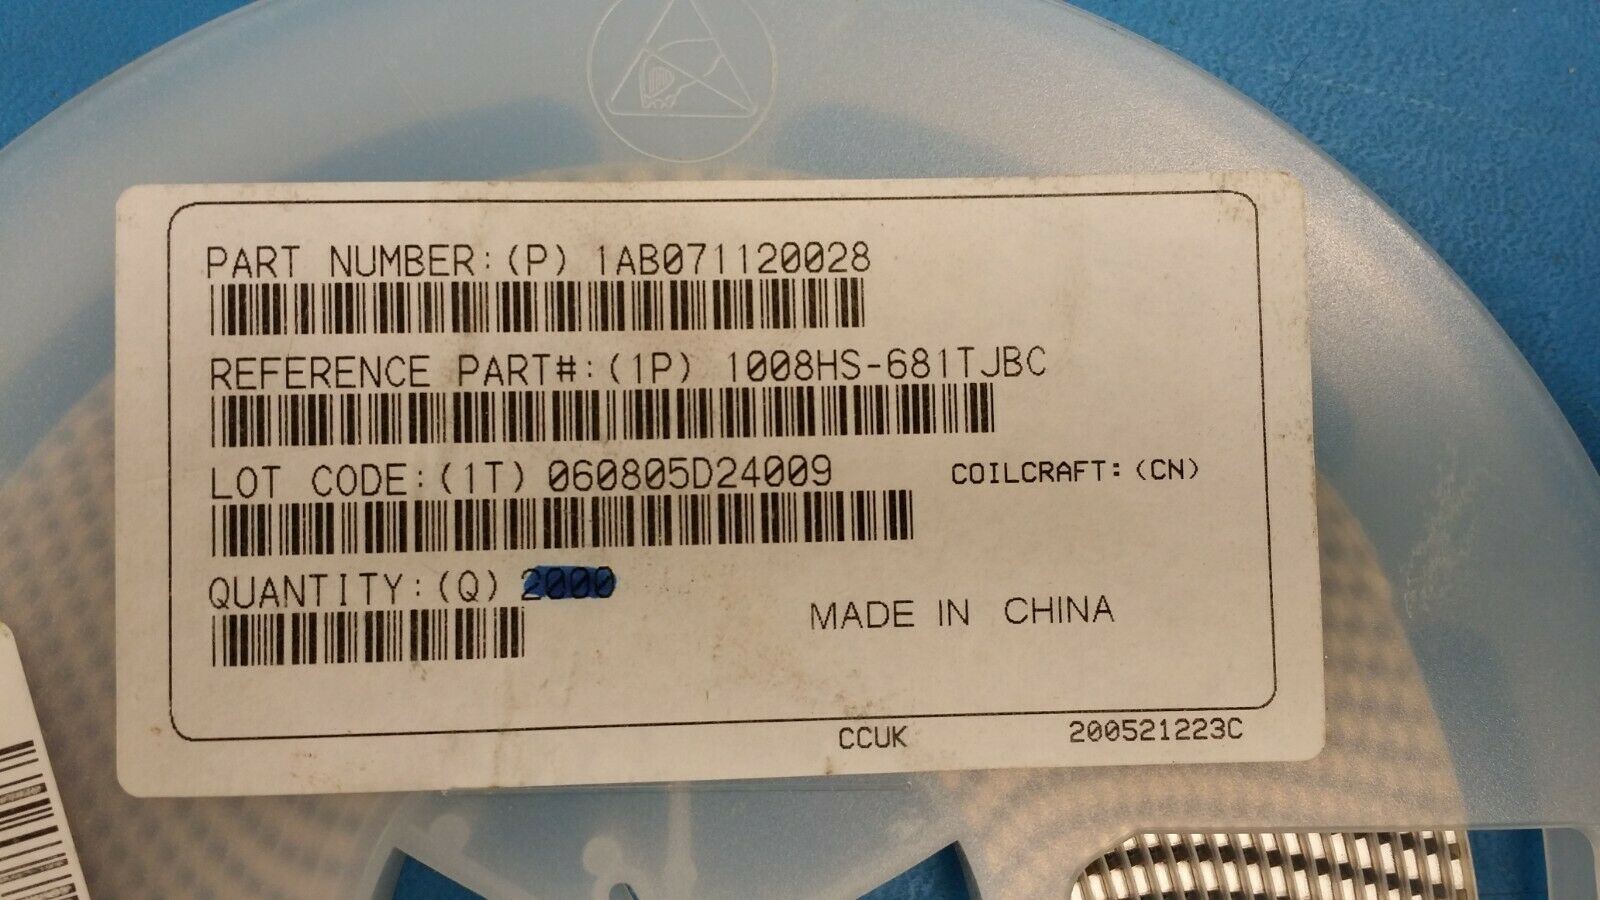 PART NUMBER:(P) 1AB071120028
REFERENCE PART#:(1P) 1008HS-681TJBC
LOT CODE:(1T) 060805D24009
COILCRAFT:(CN)
QUANTITY:(Q) 2000
MADE IN CHINA
CCUK
200521223C